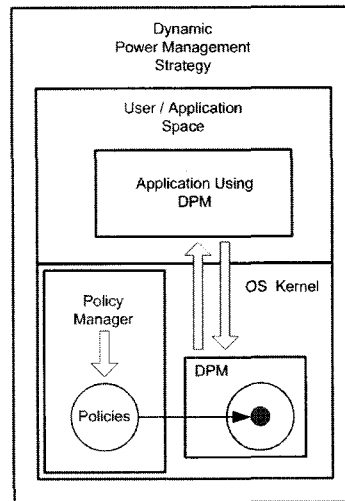 Dynamic
Power Management
Strategy
User / Application
Space
Application Using
DPM
OS Kernel
Policy
Manager
DPM
Policies